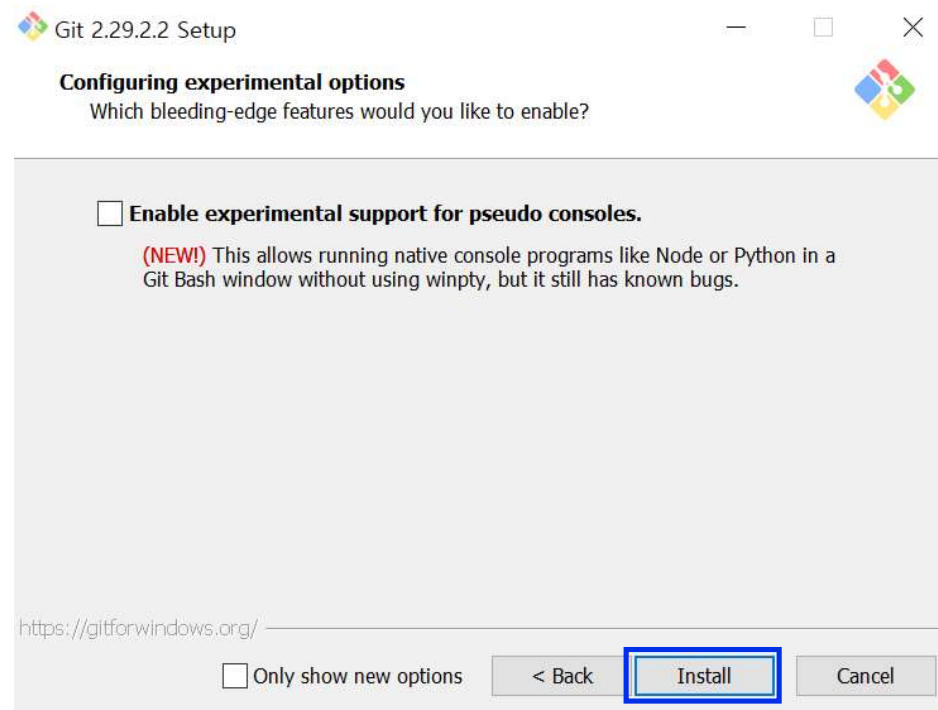 Git 2.29.2.2 Setup
Configuring experimental options
Which bleeding-edge features would you like to enable?
Enable experimental support for pseudo consoles.
(NEW!) This allows running native console programs like Node or Python in a
Git Bash window without using winpty, but it still has known bugs.
https://gitforwindows.org/
Only show new options
< Back
Install
Cancel